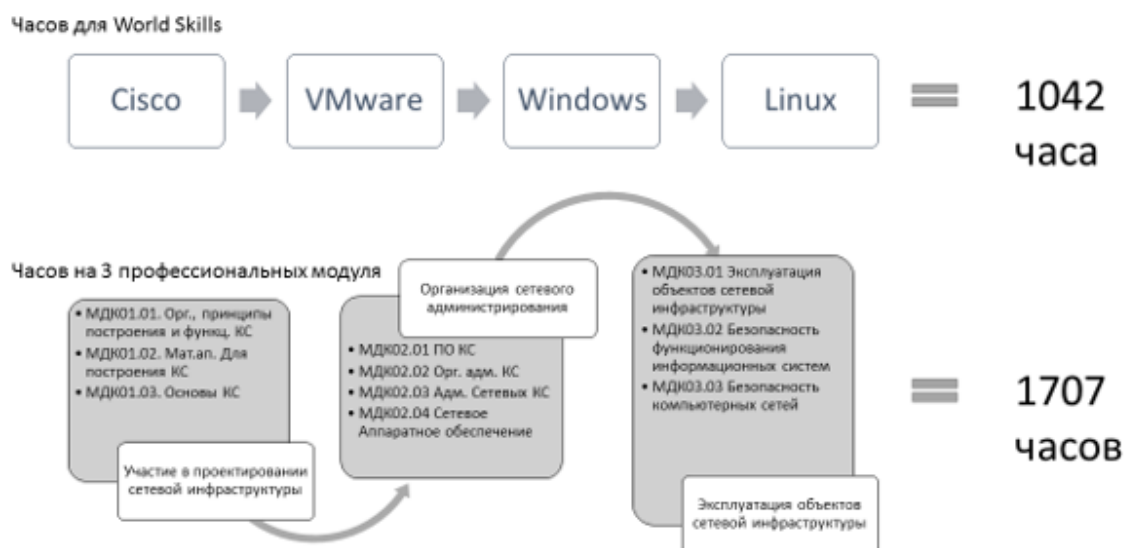 Часов для World Skills
Cisco
VMware
Windows
Linux
1042
часа
Часов на 3 профессиональных модуля
• МДК01.01. Орг., принципы
построения и функц. КС
• МДК01.02. Мат.ап. Для
построения КС
• МДК01.03. Основы КС
Участие в проектировании
сетевой инфраструктуры
Организация сетевого
администрирования
• МДК02.01 ПО КС
• МДК02.02 Орг. адм. КС
• МДК02.03 Адм. Сетевых КС
• МДК02.04 Сетевое
Аппаратное обеспечение
• МДК03.01 Эксплуатация
объектов сетевой
инфраструктуры
• МДК03.02 Безопасность
функционирования
информационных систем
• МДК03.03 Безопасность
компьютерных сетей
Эксплуатация объектов
сетевой инфраструктуры
1707
часов